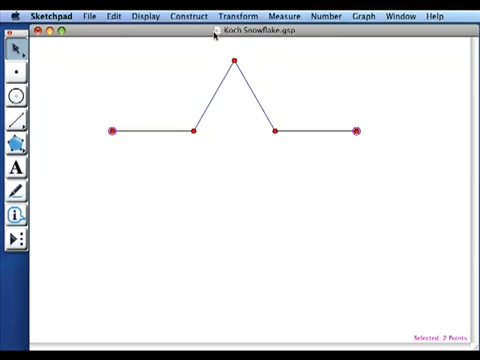 Sketchpad File Edit Display Construct Transform Measure Number Graph Window Help
Koch Snowflake.gsp
A
Selected: 2 Points